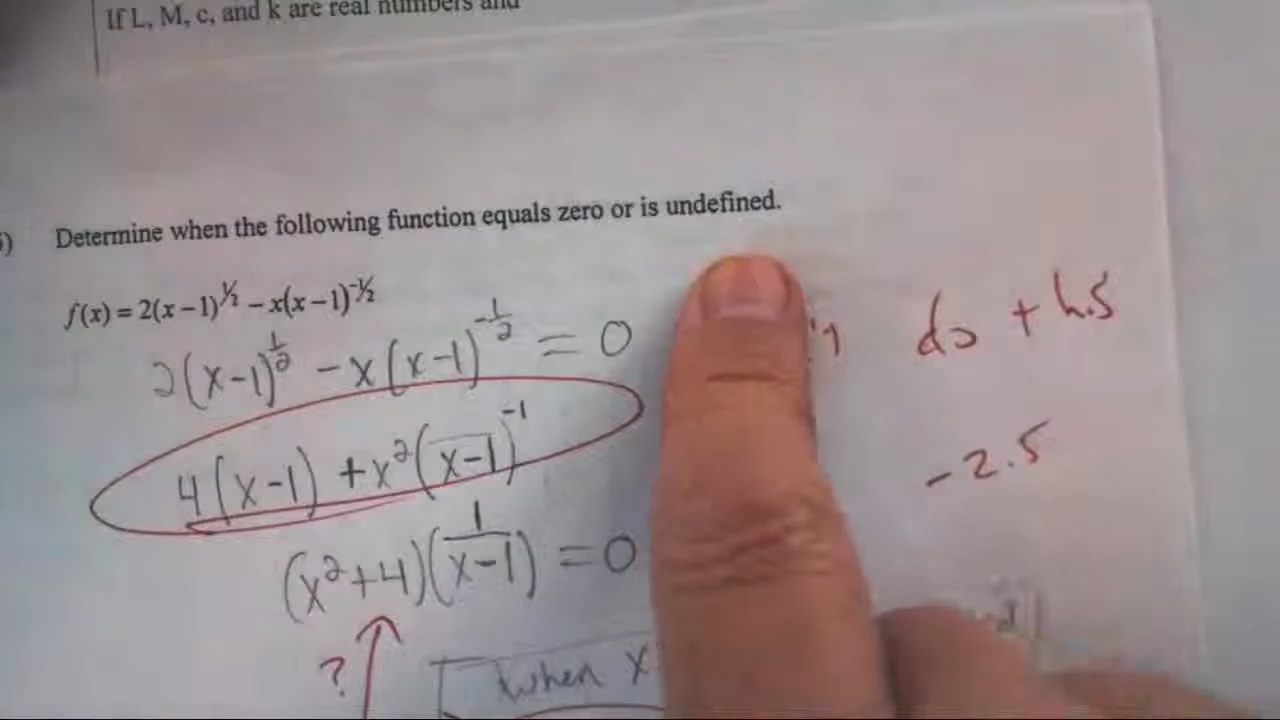 If L, M, c, and k are real numbers and
) Determine when the following function equals zero or is undefined.
f(x) = 2(x − 1)^½ − x(x − 1)^-½
2(x-1)^1/2 - x(x-1)^-1/2 = 0
do + h.s
4(x-1) + x²(x-1)^-1
-2.5
(x²+4)(1/x-1) = 0
?
when x